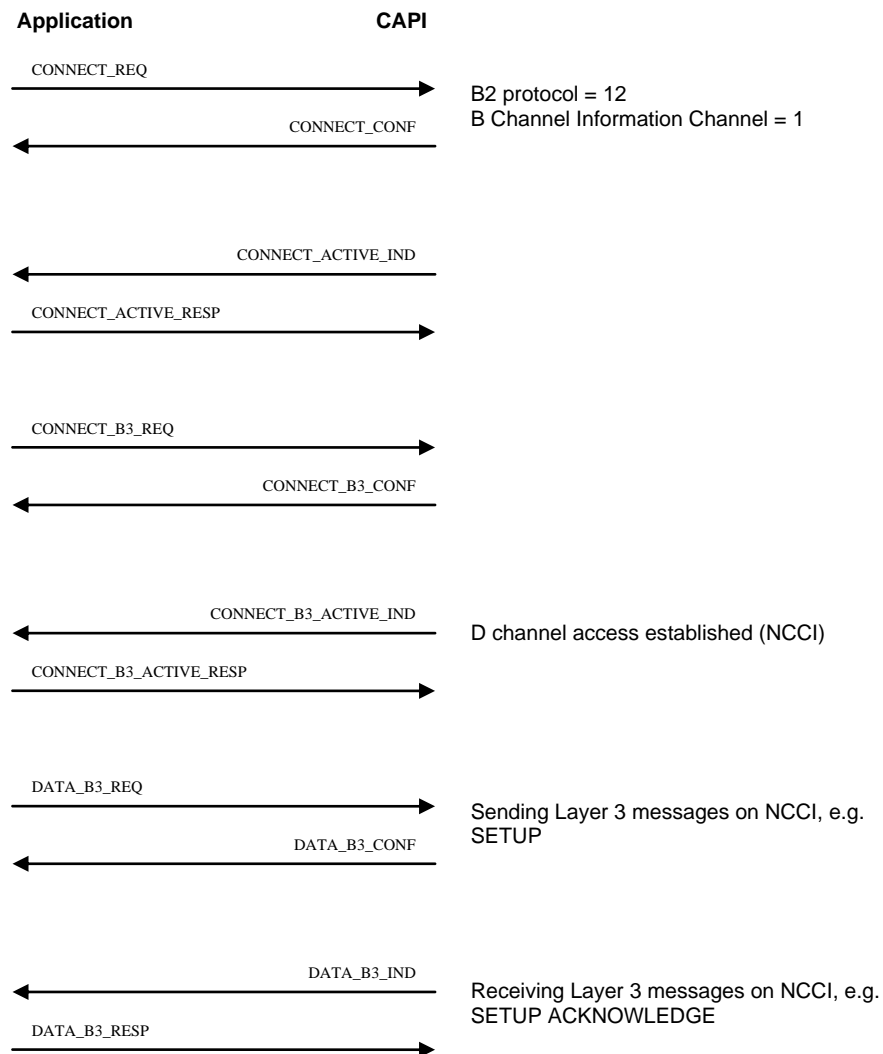 Application CAPI
CONNECT_REQ
B2 protocol = 12
B Channel Information Channel = 1
CONNECT_CONF
CONNECT_ACTIVE_IND
CONNECT_ACTIVE_RESP
CONNECT_B3_REQ
CONNECT_B3_CONF
CONNECT_B3_ACTIVE_IND
D channel access established (NCCI)
CONNECT_B3_ACTIVE_RESP
DATA_B3_REQ
Sending Layer 3 messages on NCCI, e.g.
SETUP
DATA_B3_CONF
DATA_B3_IND
Receiving Layer 3 messages on NCCI, e.g.
SETUP ACKNOWLEDGE
DATA_B3_RESP